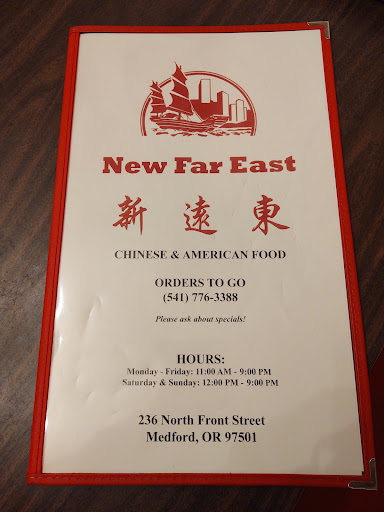 New Far East
新 遠 東
CHINESE & AMERICAN FOOD
ORDERS TO GO
(541) 776-3388
Please ask about specials!
HOURS:
Monday - Friday: 11:00 AM - 9:00 PM
Saturday & Sunday: 12:00 PM - 9:00 PM
236 North Front Street
Medford, OR 97501